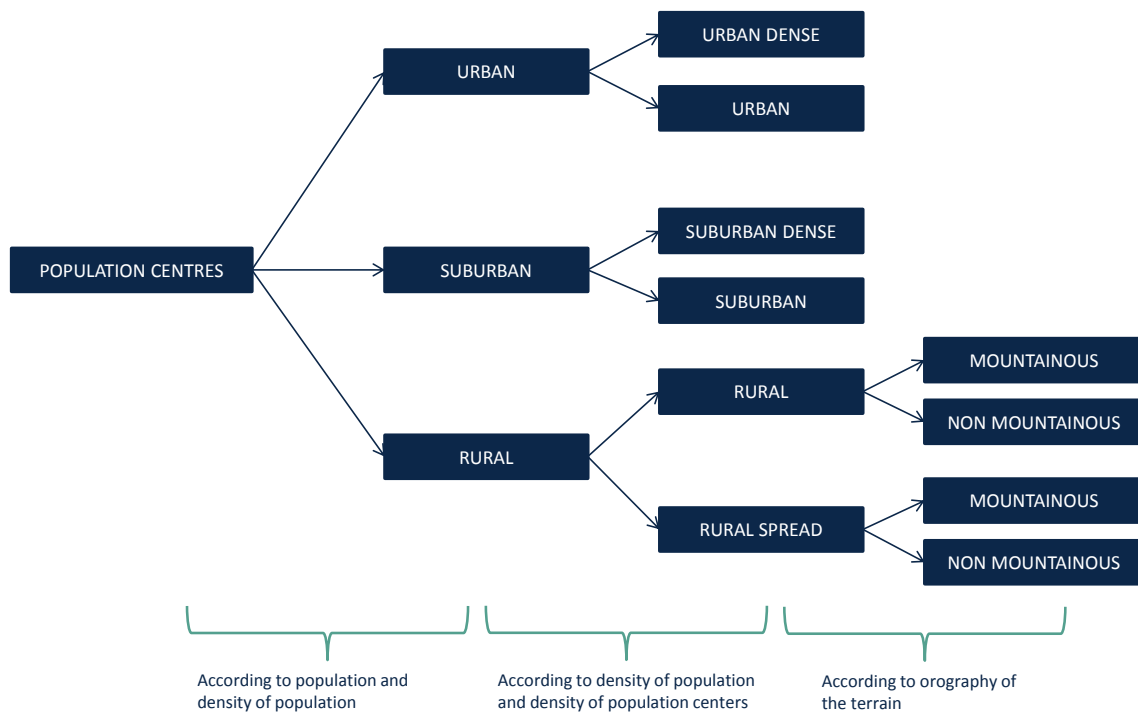 URBAN DENSE
URBAN
URBAN
SUBURBAN DENSE
POPULATION CENTRES
SUBURBAN
SUBURBAN
MOUNTAINOUS
RURAL
NON MOUNTAINOUS
RURAL
MOUNTAINOUS
RURAL SPREAD
NON MOUNTAINOUS
According to population and
density of population
According to density of population
and density of population centers
According to orography of
the terrain